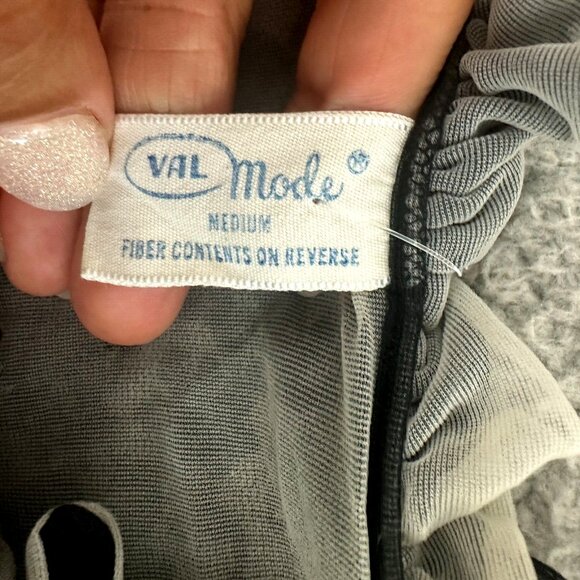 VAL mode®
MEDIUM
FIBER CONTENTS ON REVERSE